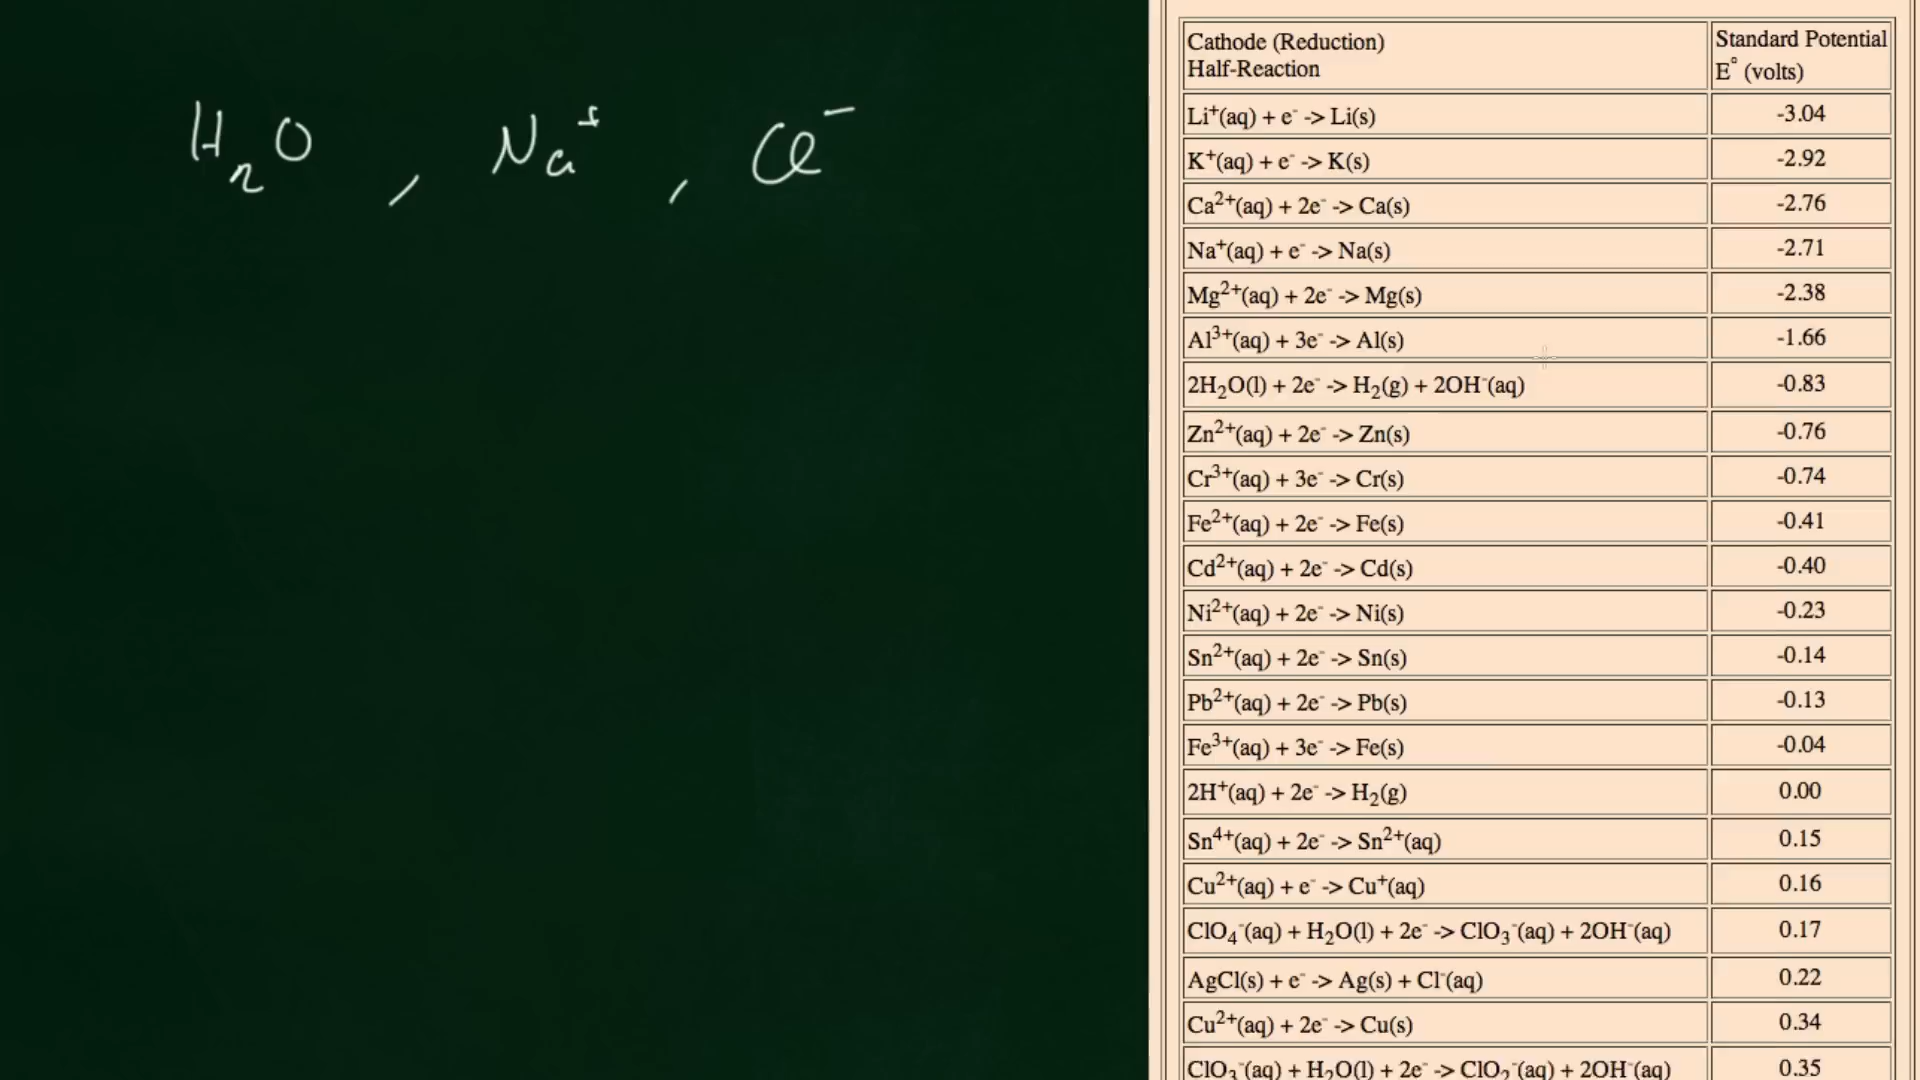 H₂O , Na⁺ , Cl⁻
Cathode (Reduction) Half-Reaction Standard Potential E° (volts)
Li⁺(aq) + e⁻ -> Li(s) -3.04
K⁺(aq) + e⁻ -> K(s) -2.92
Ca²⁺(aq) + 2e⁻ -> Ca(s) -2.76
Na⁺(aq) + e⁻ -> Na(s) -2.71
Mg²⁺(aq) + 2e⁻ -> Mg(s) -2.38
Al³⁺(aq) + 3e⁻ -> Al(s) -1.66
2H₂O(l) + 2e⁻ -> H₂(g) + 2OH⁻(aq) -0.83
Zn²⁺(aq) + 2e⁻ -> Zn(s) -0.76
Cr³⁺(aq) + 3e⁻ -> Cr(s) -0.74
Fe²⁺(aq) + 2e⁻ -> Fe(s) -0.41
Cd²⁺(aq) + 2e⁻ -> Cd(s) -0.40
Ni²⁺(aq) + 2e⁻ -> Ni(s) -0.23
Sn²⁺(aq) + 2e⁻ -> Sn(s) -0.14
Pb²⁺(aq) + 2e⁻ -> Pb(s) -0.13
Fe³⁺(aq) + 3e⁻ -> Fe(s) -0.04
2H⁺(aq) + 2e⁻ -> H₂(g) 0.00
Sn⁴⁺(aq) + 2e⁻ -> Sn²⁺(aq) 0.15
Cu²⁺(aq) + e⁻ -> Cu⁺(aq) 0.16
ClO₄⁻(aq) + H₂O(l) + 2e⁻ -> ClO₃⁻(aq) + 2OH⁻(aq) 0.17
AgCl(s) + e⁻ -> Ag(s) + Cl⁻(aq) 0.22
Cu²⁺(aq) + 2e⁻ -> Cu(s) 0.34
ClO₃⁻(aq) + H₂O(l) + 2e⁻ -> ClO₂⁻(aq) + 2OH⁻(aq) 0.35